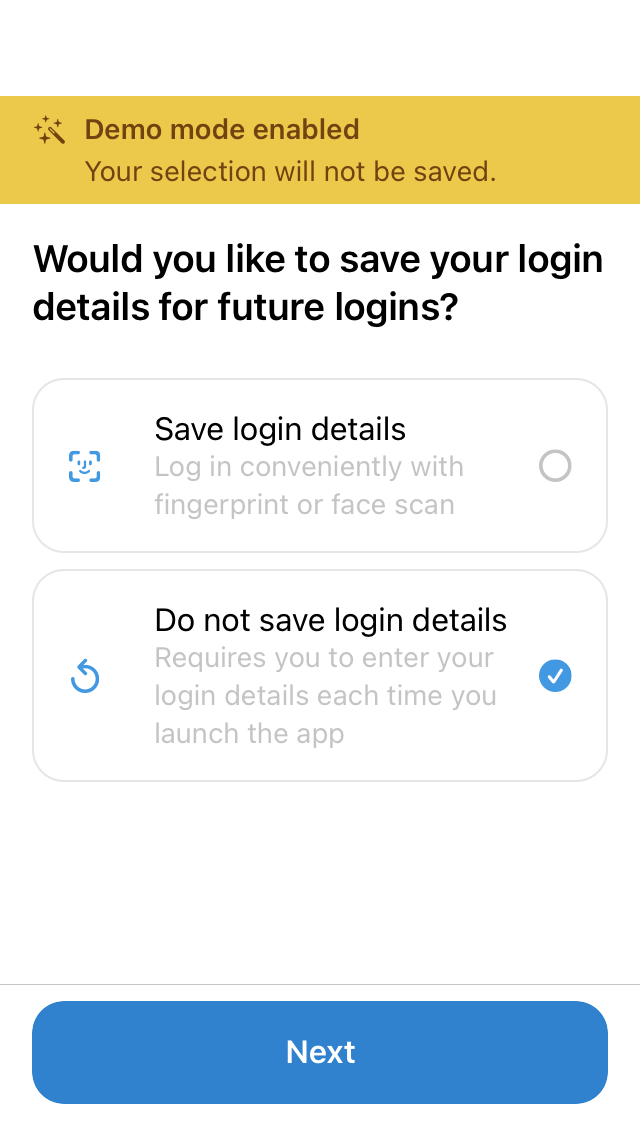 Demo mode enabled
Your selection will not be saved.
Would you like to save your login
details for future logins?
Save login details
Log in conveniently with
fingerprint or face scan
Do not save login details
Requires you to enter your
login details each time you
launch the app
Next